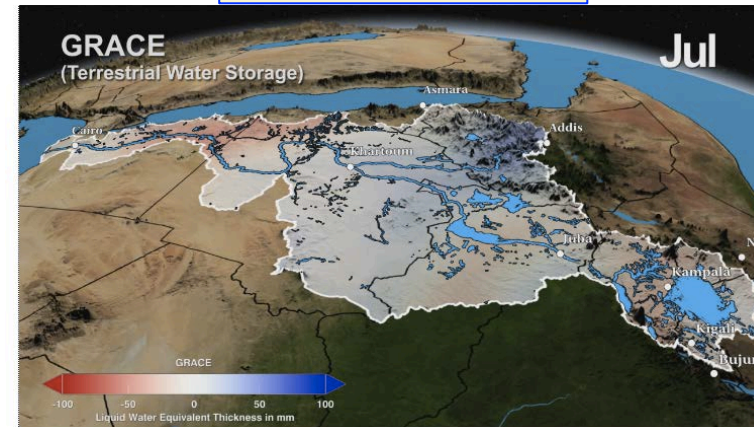 GRACE
(Terrestrial Water Storage)
Jul
Asmara
Cairo
Addis
Khartoum
Juba
Kampala
Kigali
GRACE
-100 -50 0 50 100
Liquid Water Equivalent Thickness in mm